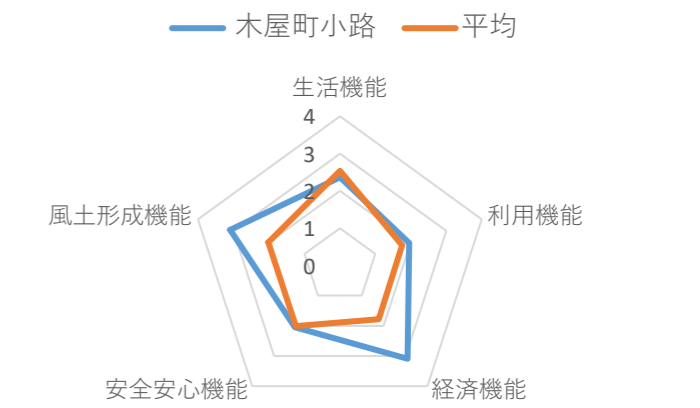 木屋町小路 平均
生活機能
4
3
2
1
0
風土形成機能
利用機能
安全安心機能
経済機能